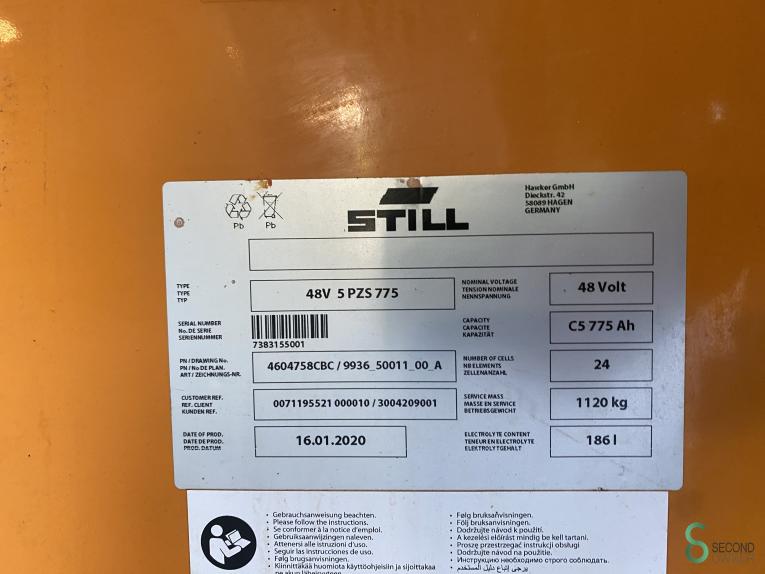 Pb
Pb
STILL
Hawker GmbH
Dieckstr. 42
58089 HAGEN
GERMANY
TYPE
TYPE
TYP
48V 5 PZS 775
NOMINAL VOLTAGE
TENSION NOMINALE
NENNSPANNUNG
48 Volt
SERIAL NUMBER
No. DE SERIE
SERIENNUMMER
7383155001
CAPACITY
CAPACITE
KAPAZITÄT
C5 775 Ah
PN / DRAWING No.
PN / No DE PLAN.
ART / ZEICHNUNGS-NR.
4604758CBC / 9936_50011_00_A
NUMBER OF CELLS
NB ELEMENTS
ZELLENANZAHL
24
CUSTOMER REF.
REF. CLIENT
KUNDEN REF.
0071195521 000010 / 3004209001
SERVICE MASS
MASSE EN SERVICE
BETRIEBSGEWICHT
1120 kg
DATE OF PROD.
DATE DE PROD.
PROD. DATUM
16.01.2020
ELECTROLYTE CONTENT
TENEUR EN ELECTROLYTE
ELEKTROLYTGEHALT
186 l
• Gebrauchsanweisung beachten.
• Please follow the instructions.
• Se conformer à la notice d'emploi.
• Gebruiksaanwijzingen naleven.
• Attenersi alle istruzioni d'uso.
• Seguir las instrucciones de uso.
• Følg brugsanvisningen.
• Kiinnittäkää huomiota käyttöohjeisiin ja sijoittakaa
• Følg bruksanvisningen.
• Följ bruksanvisningen.
• Dodržujte návod k použití.
• A kezelési előírást mindig be kell tartani.
• Proszę przestrzegać instrukcji obsługi
• Dodržujte návod na použitie.
• Инструкцию необходимо строго соблюдать.
• يرجى إتباع دليل المستخدم
SECOND